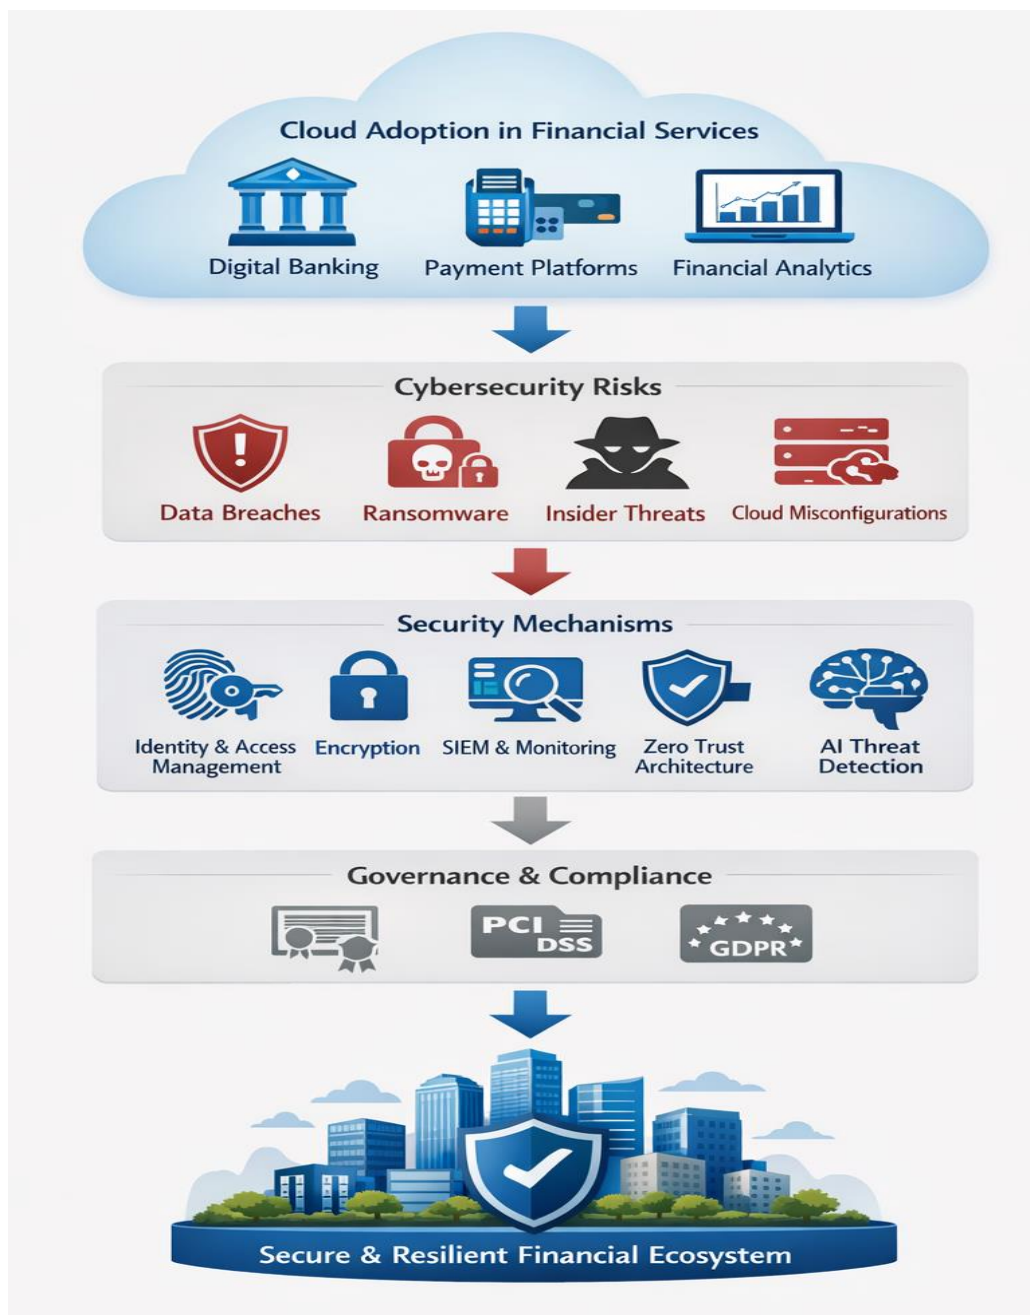 Cloud Adoption in Financial Services
Digital Banking
Payment Platforms
Financial Analytics
Cybersecurity Risks
Data Breaches
Ransomware
Insider Threats
Cloud Misconfigurations
Security Mechanisms
Identity & Access
Management
Encryption
SIEM & Monitoring
Zero Trust
Architecture
AI Threat
Detection
Governance & Compliance
PCI
DSS
GDPR
Secure & Resilient Financial Ecosystem